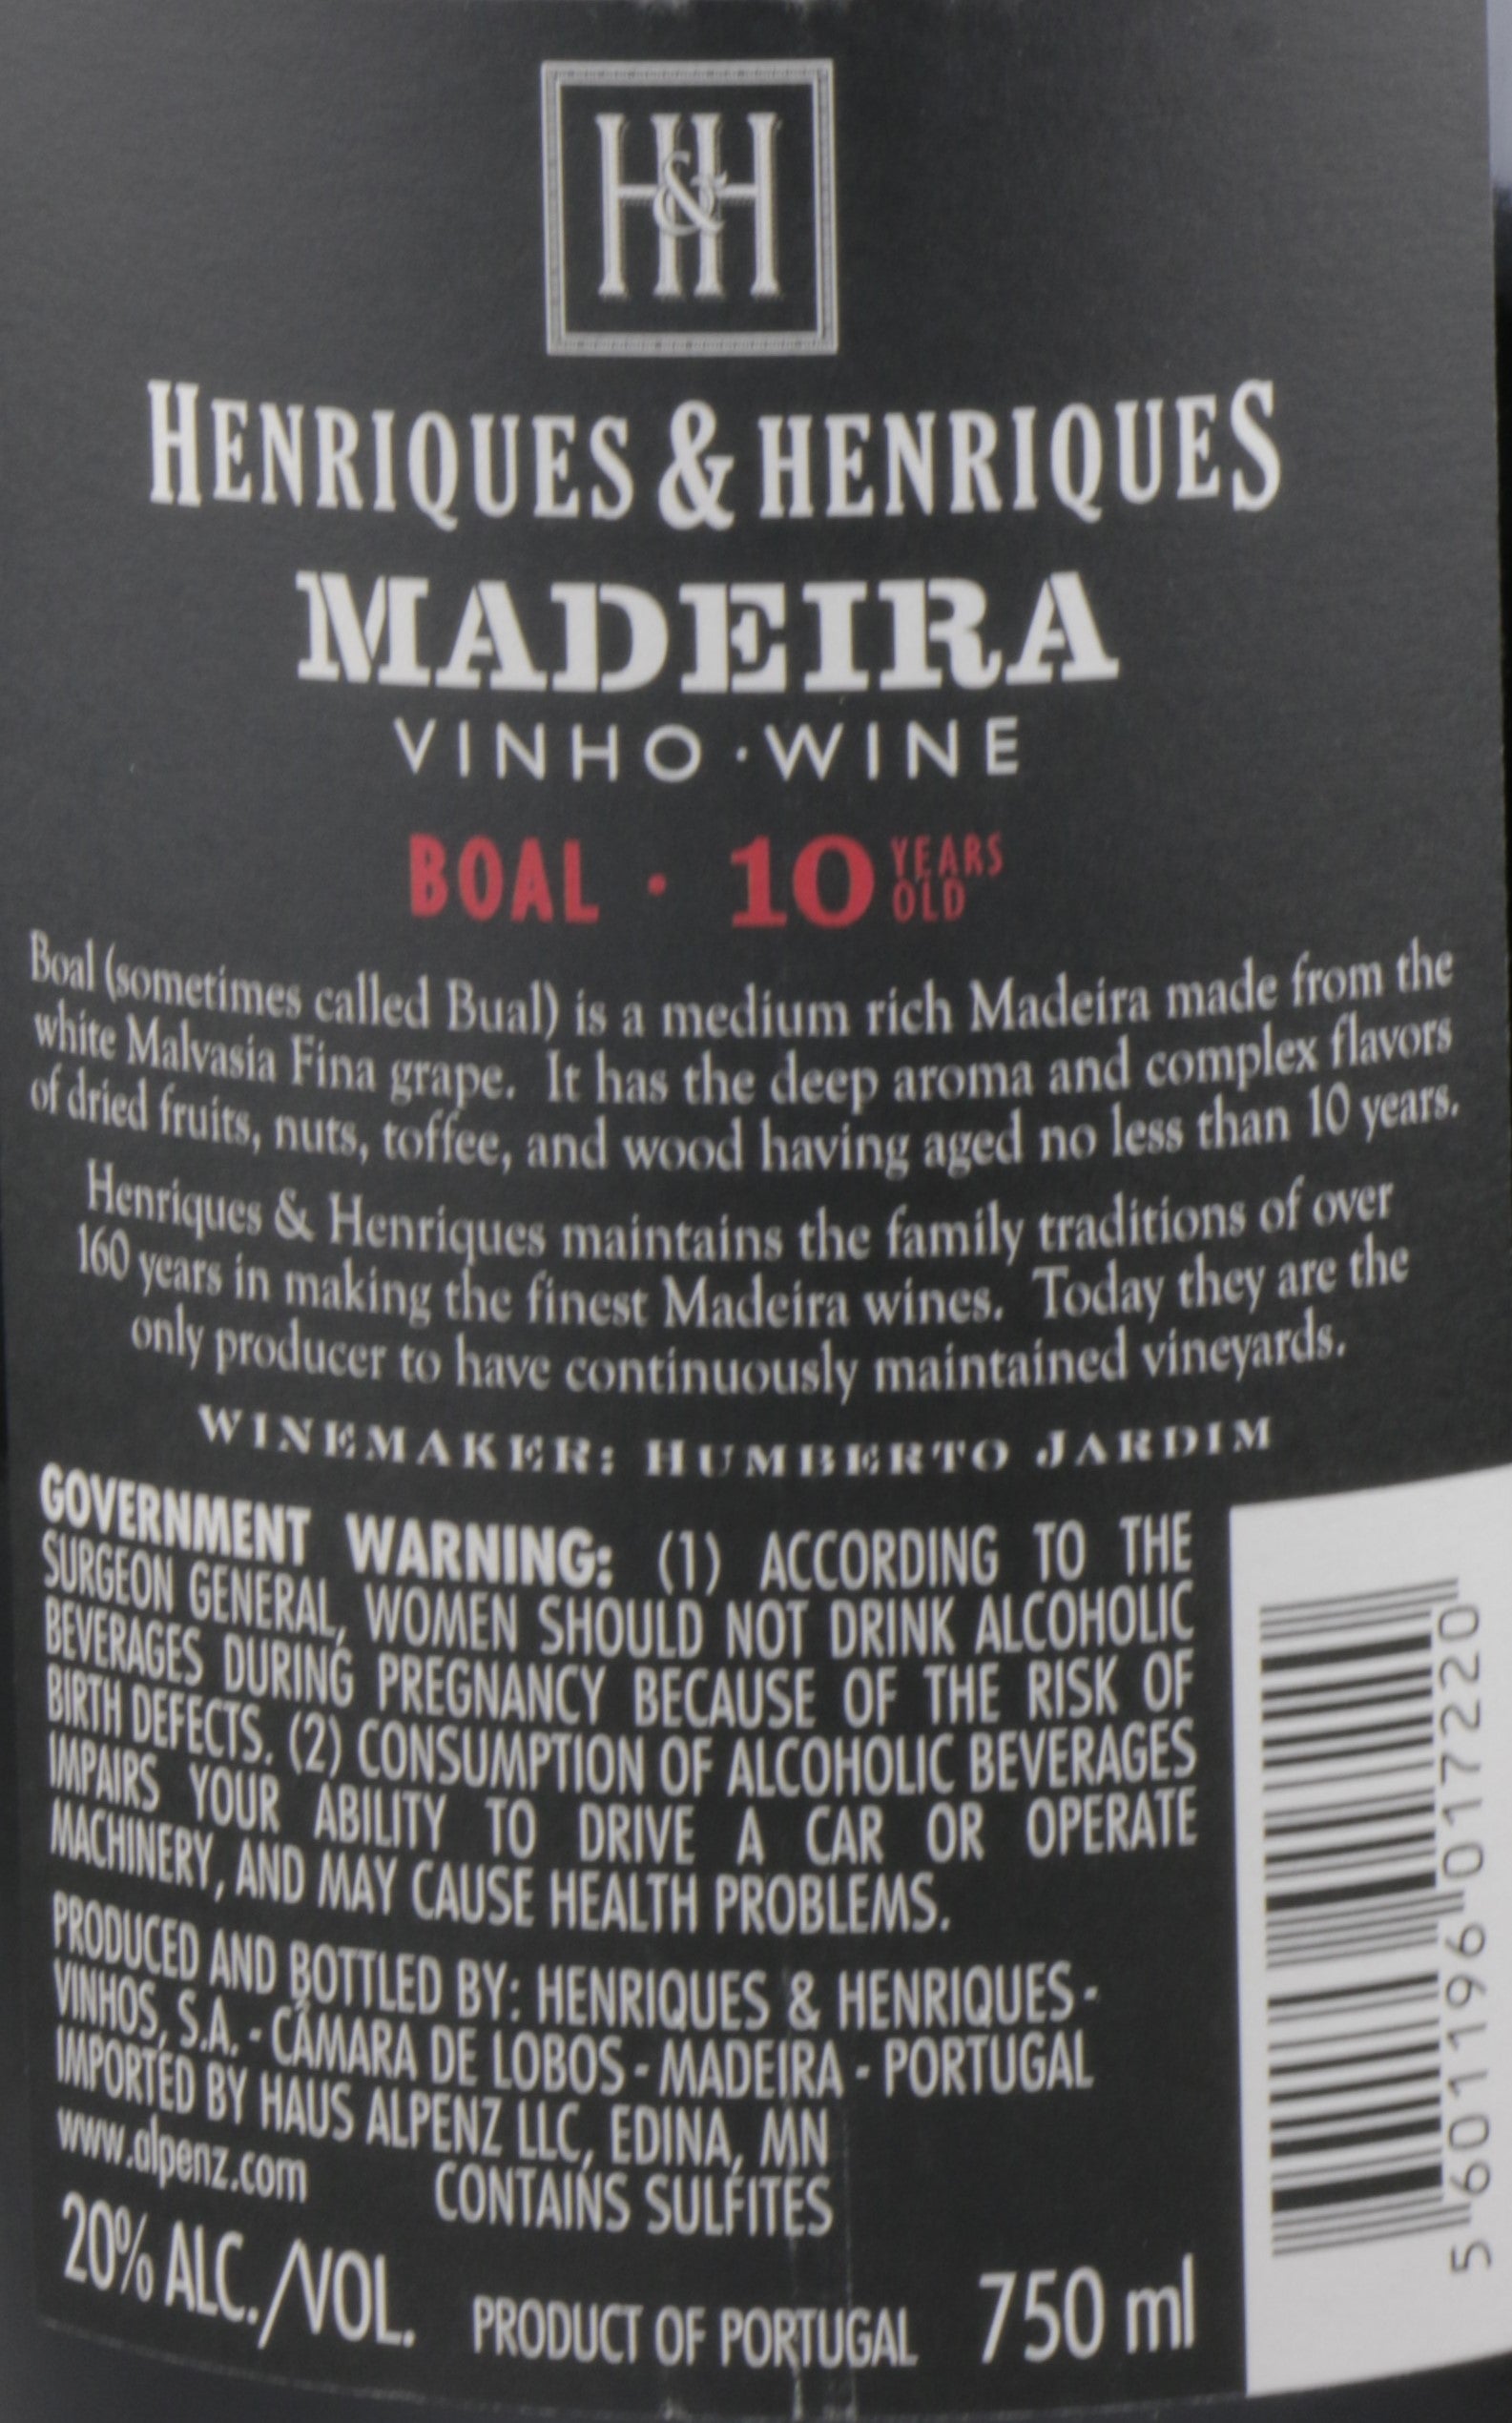 H&H
HENRIQUES & HENRIQUES
MADEIRA
VINHO · WINE
BOAL · 10 YEARS OLD
Boal (sometimes called Bual) is a medium rich Madeira made from the
white Malvasia Fina grape. It has the deep aroma and complex flavors
of dried fruits, nuts, toffee, and wood having aged no less than 10 years.
Henriques & Henriques maintains the family traditions of over
160 years in making the finest Madeira wines. Today they are the
only producer to have continuously maintained vineyards.
WINEMAKER: HUMBERTO JARDIM
GOVERNMENT WARNING: (1) ACCORDING TO THE
SURGEON GENERAL, WOMEN SHOULD NOT DRINK ALCOHOLIC
BEVERAGES DURING PREGNANCY BECAUSE OF THE RISK OF
BIRTH DEFECTS. (2) CONSUMPTION OF ALCOHOLIC BEVERAGES
IMPAIRS YOUR ABILITY TO DRIVE A CAR OR OPERATE
MACHINERY, AND MAY CAUSE HEALTH PROBLEMS.
PRODUCED AND BOTTLED BY: HENRIQUES & HENRIQUES -
VINHOS, S.A. - CÂMARA DE LOBOS - MADEIRA - PORTUGAL
IMPORTED BY HAUS ALPENZ LLC, EDINA, MN
www.alpenz.com CONTAINS SULFITES
20% ALC./VOL. PRODUCT OF PORTUGAL 750 ml
5 601196 017220